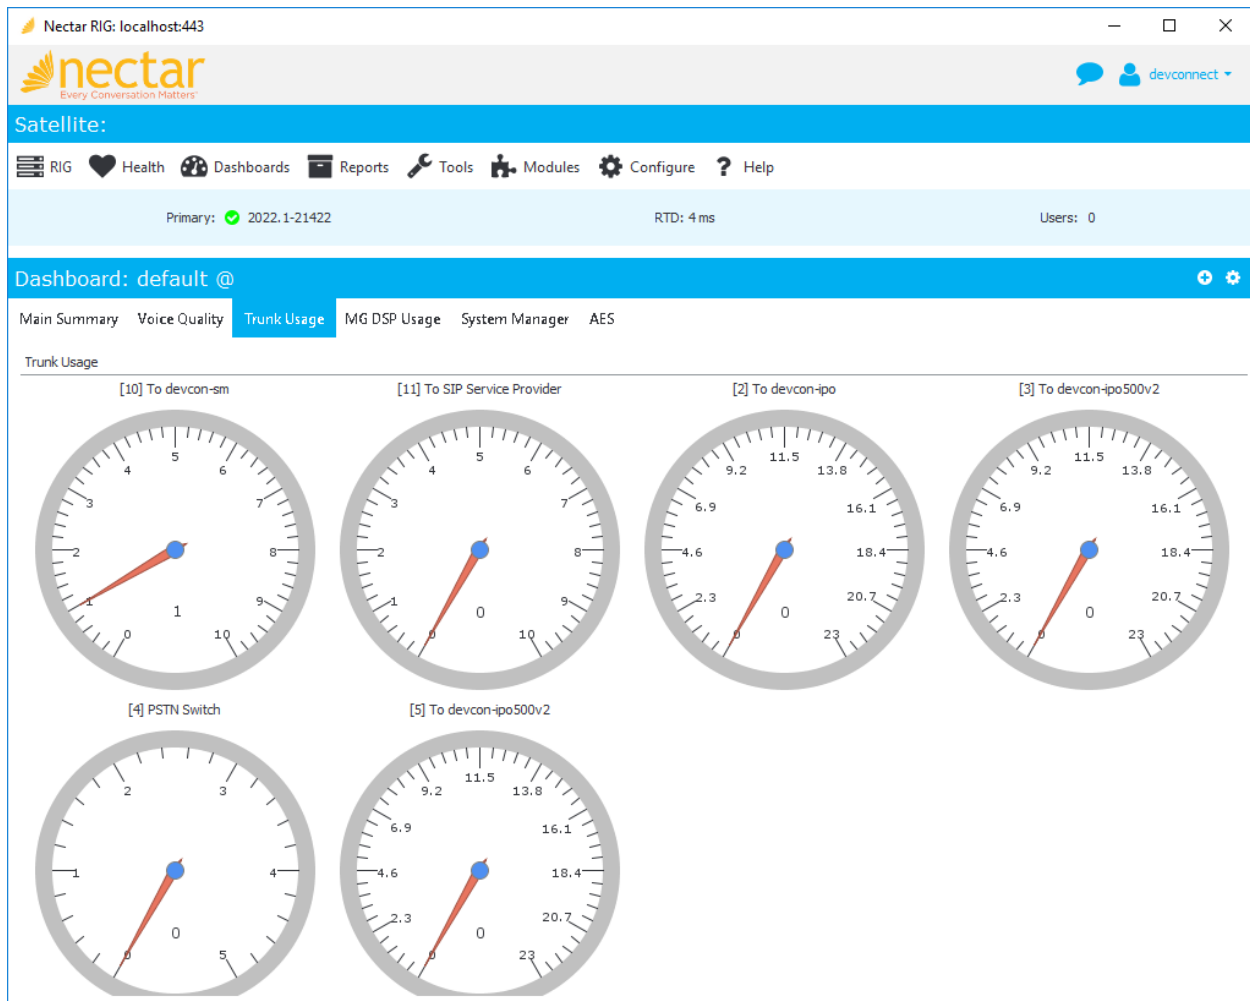 Nectar RIG: localhost:443
nectar
Every Conversation Matters®
devconnect
Satellite:
RIG Health Dashboards Reports Tools Modules Configure Help
Primary: 2022.1-21422 RTD: 4 ms Users: 0
Dashboard: default @
Main Summary Voice Quality Trunk Usage MG DSP Usage System Manager AES
Trunk Usage
[10] To devcon-sm
0 1 2 3 4 5 6 7 8 9 10
1
[11] To SIP Service Provider
0 1 2 3 4 5 6 7 8 9 10
0
[2] To devcon-ipo
0 2.3 4.6 6.9 9.2 11.5 13.8 16.1 18.4 20.7 23
0
[3] To devcon-ipo500v2
0 2.3 4.6 6.9 9.2 11.5 13.8 16.1 18.4 20.7 23
0
[4] PSTN Switch
0 1 2 3 4 5
0
[5] To devcon-ipo500v2
0 2.3 4.6 6.9 9.2 11.5 13.8 16.1 18.4 20.7 23
0